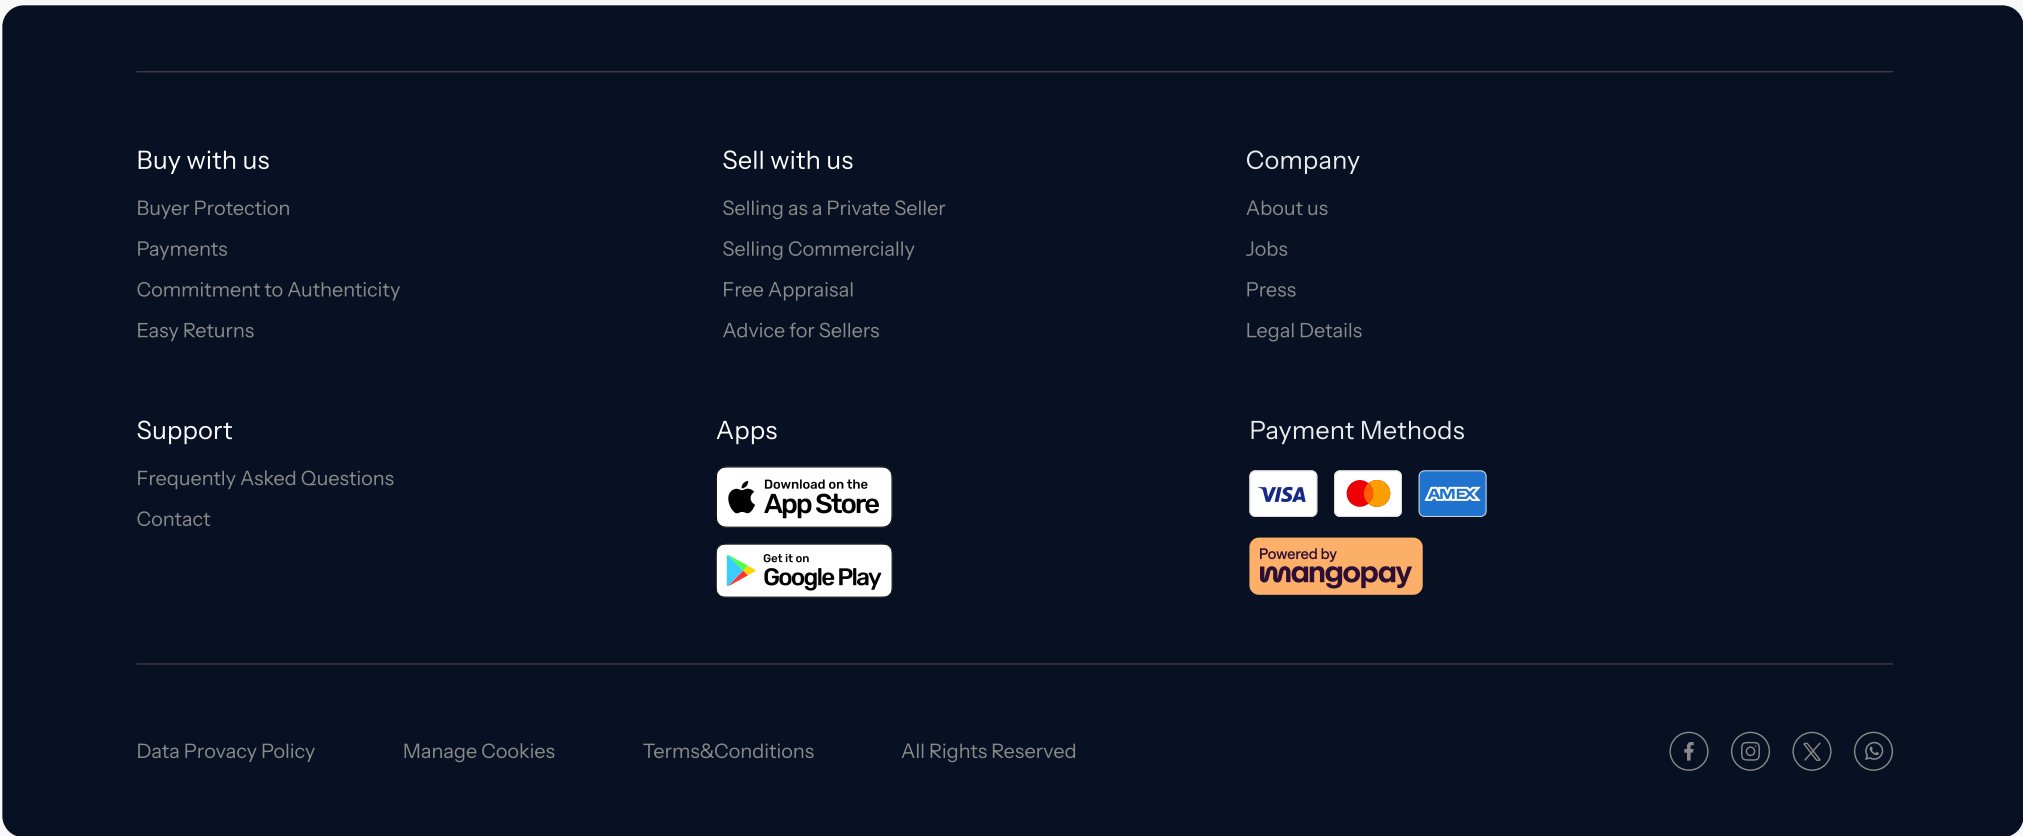 Buy with us
Buyer Protection
Payments
Commitment to Authenticity
Easy Returns
Sell with us
Selling as a Private Seller
Selling Commercially
Free Appraisal
Advice for Sellers
Company
About us
Jobs
Press
Legal Details
Support
Frequently Asked Questions
Contact
Apps
Download on the
App Store
Get it on
Google Play
Payment Methods
VISA
AMEX
Powered by
mangopay
Data Provacy Policy
Manage Cookies
Terms&Conditions
All Rights Reserved